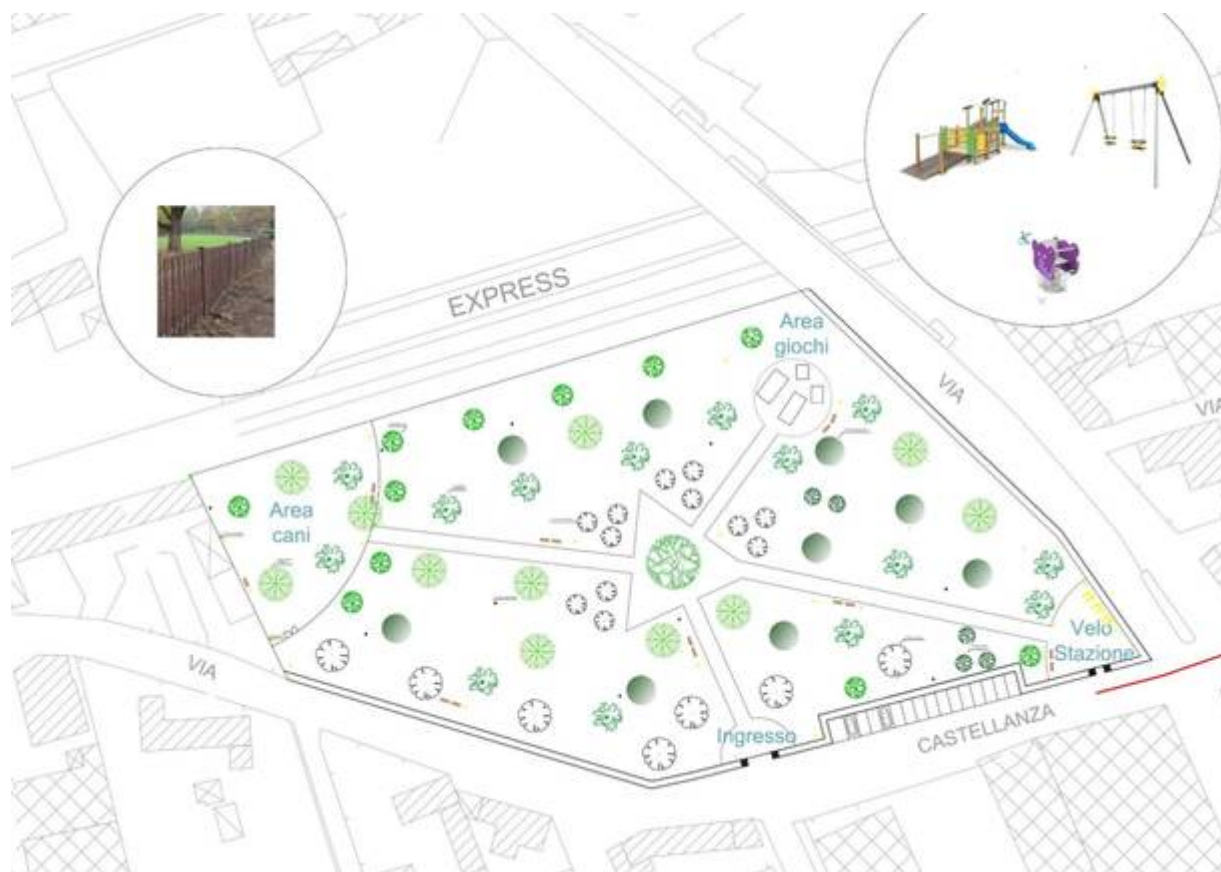 EXPRESS
Area
giochi
VIA
VIA
Area
cani
Velo
Stazione
VIA
Ingresso
CASTELLANZA